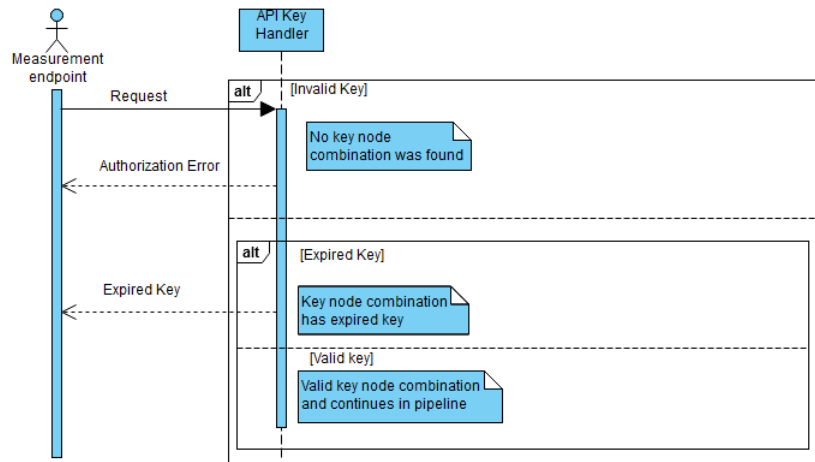 API Key
Handler
Measurement
endpoint
Request
alt
[Invalid Key]
No key node
combination was found
Authorization Error
alt
[Expired Key]
Expired Key
Key node combination
has expired key
[Valid key]
Valid key node combination
and continues in pipeline